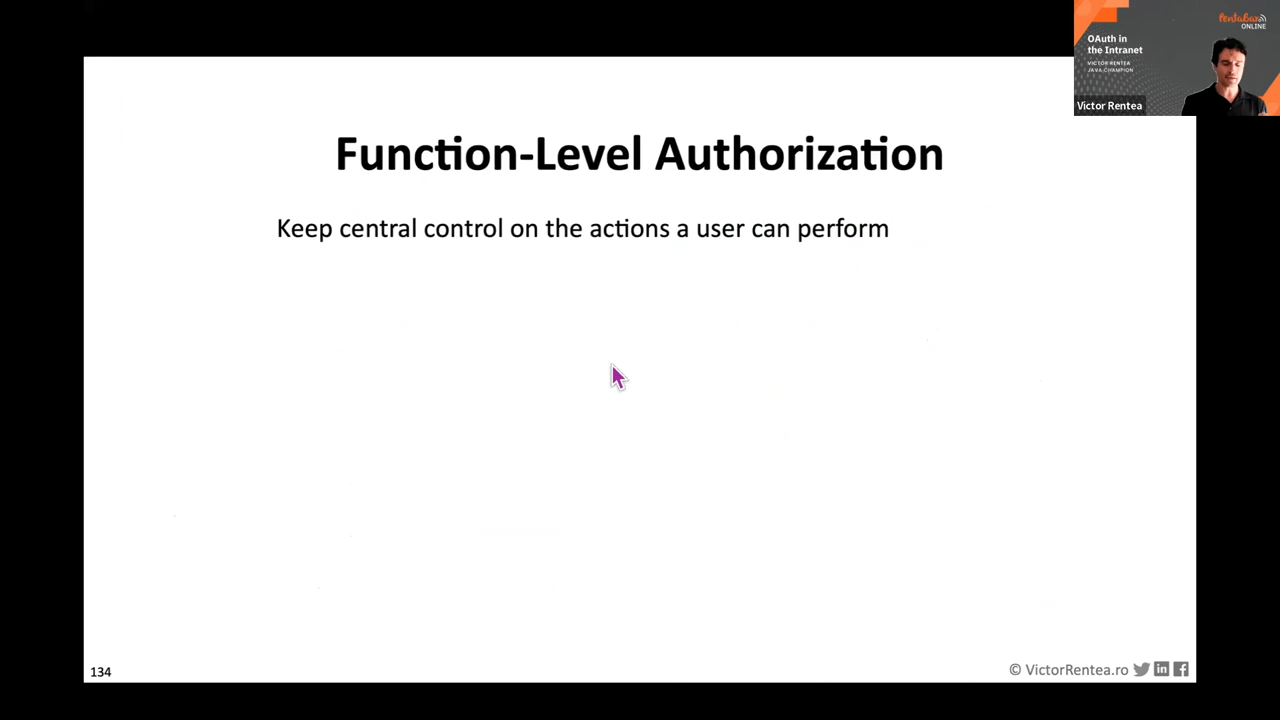 PentaBar
ONLINE
OAuth in
the Intranet
VICTOR RENTEA
JAVA CHAMPION
Victor Rentea
Function-Level Authorization
Keep central control on the actions a user can perform
134
© VictorRentea.ro